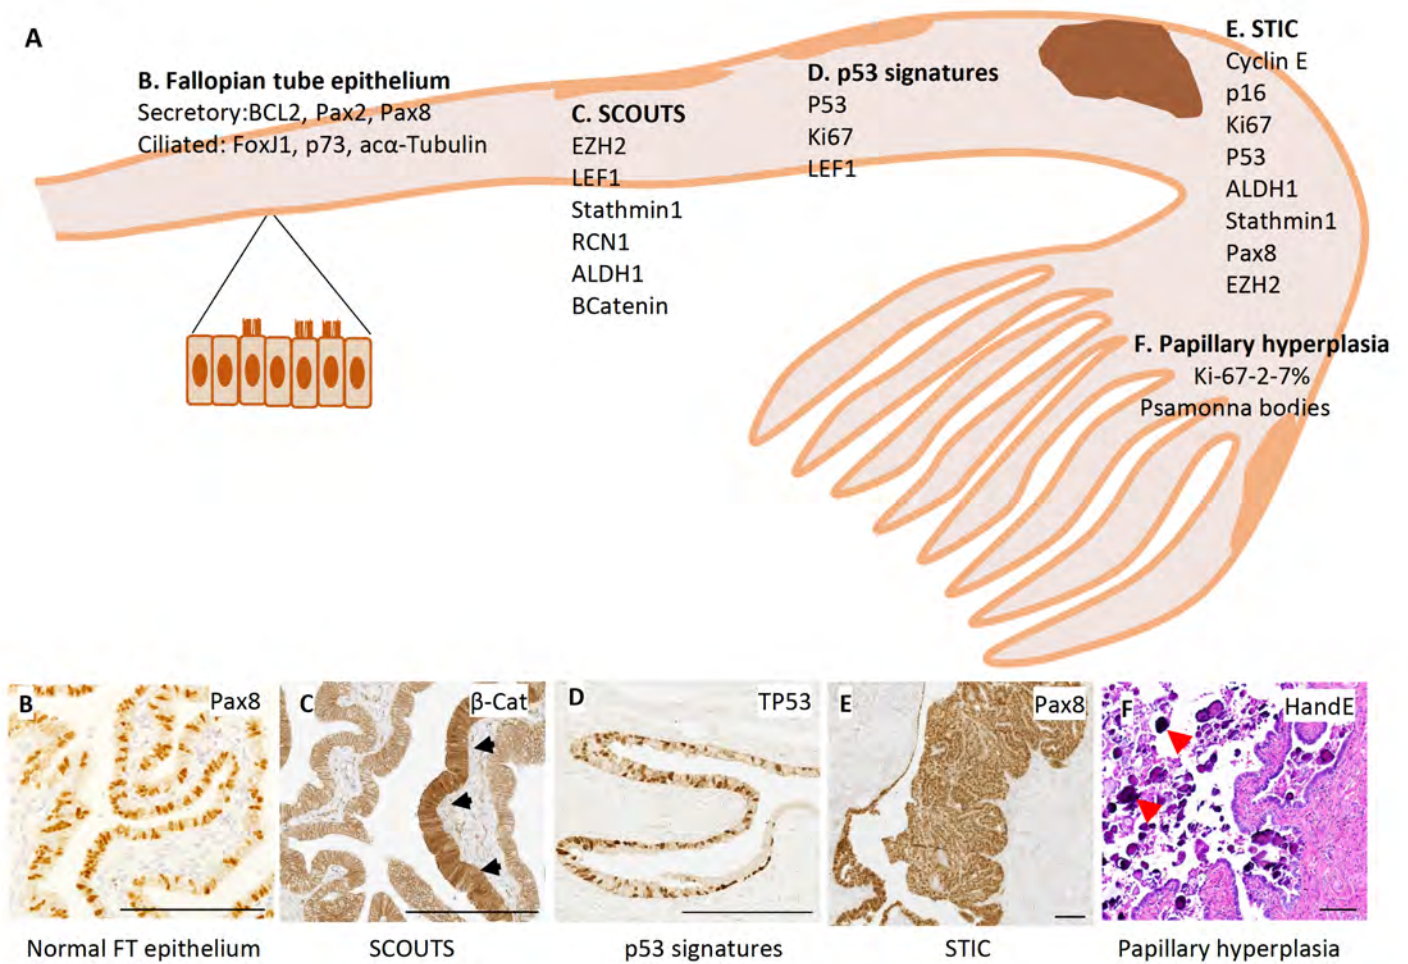 A
B. Fallopian tube epithelium
Secretory:BCL2, Pax2, Pax8
Ciliated: FoxJ1, p73, acα-Tubulin
C. SCOUTS
EZH2
LEF1
Stathmin1
RCN1
ALDH1
BCatenin
D. p53 signatures
P53
Ki67
LEF1
E. STIC
Cyclin E
p16
Ki67
P53
ALDH1
Stathmin1
Pax8
EZH2
F. Papillary hyperplasia
Ki-67-2-7%
Psamonna bodies
B
Pax8
C
β-Cat
D
TP53
E
Pax8
F
HandE
Normal FT epithelium
SCOUTS
p53 signatures
STIC
Papillary hyperplasia